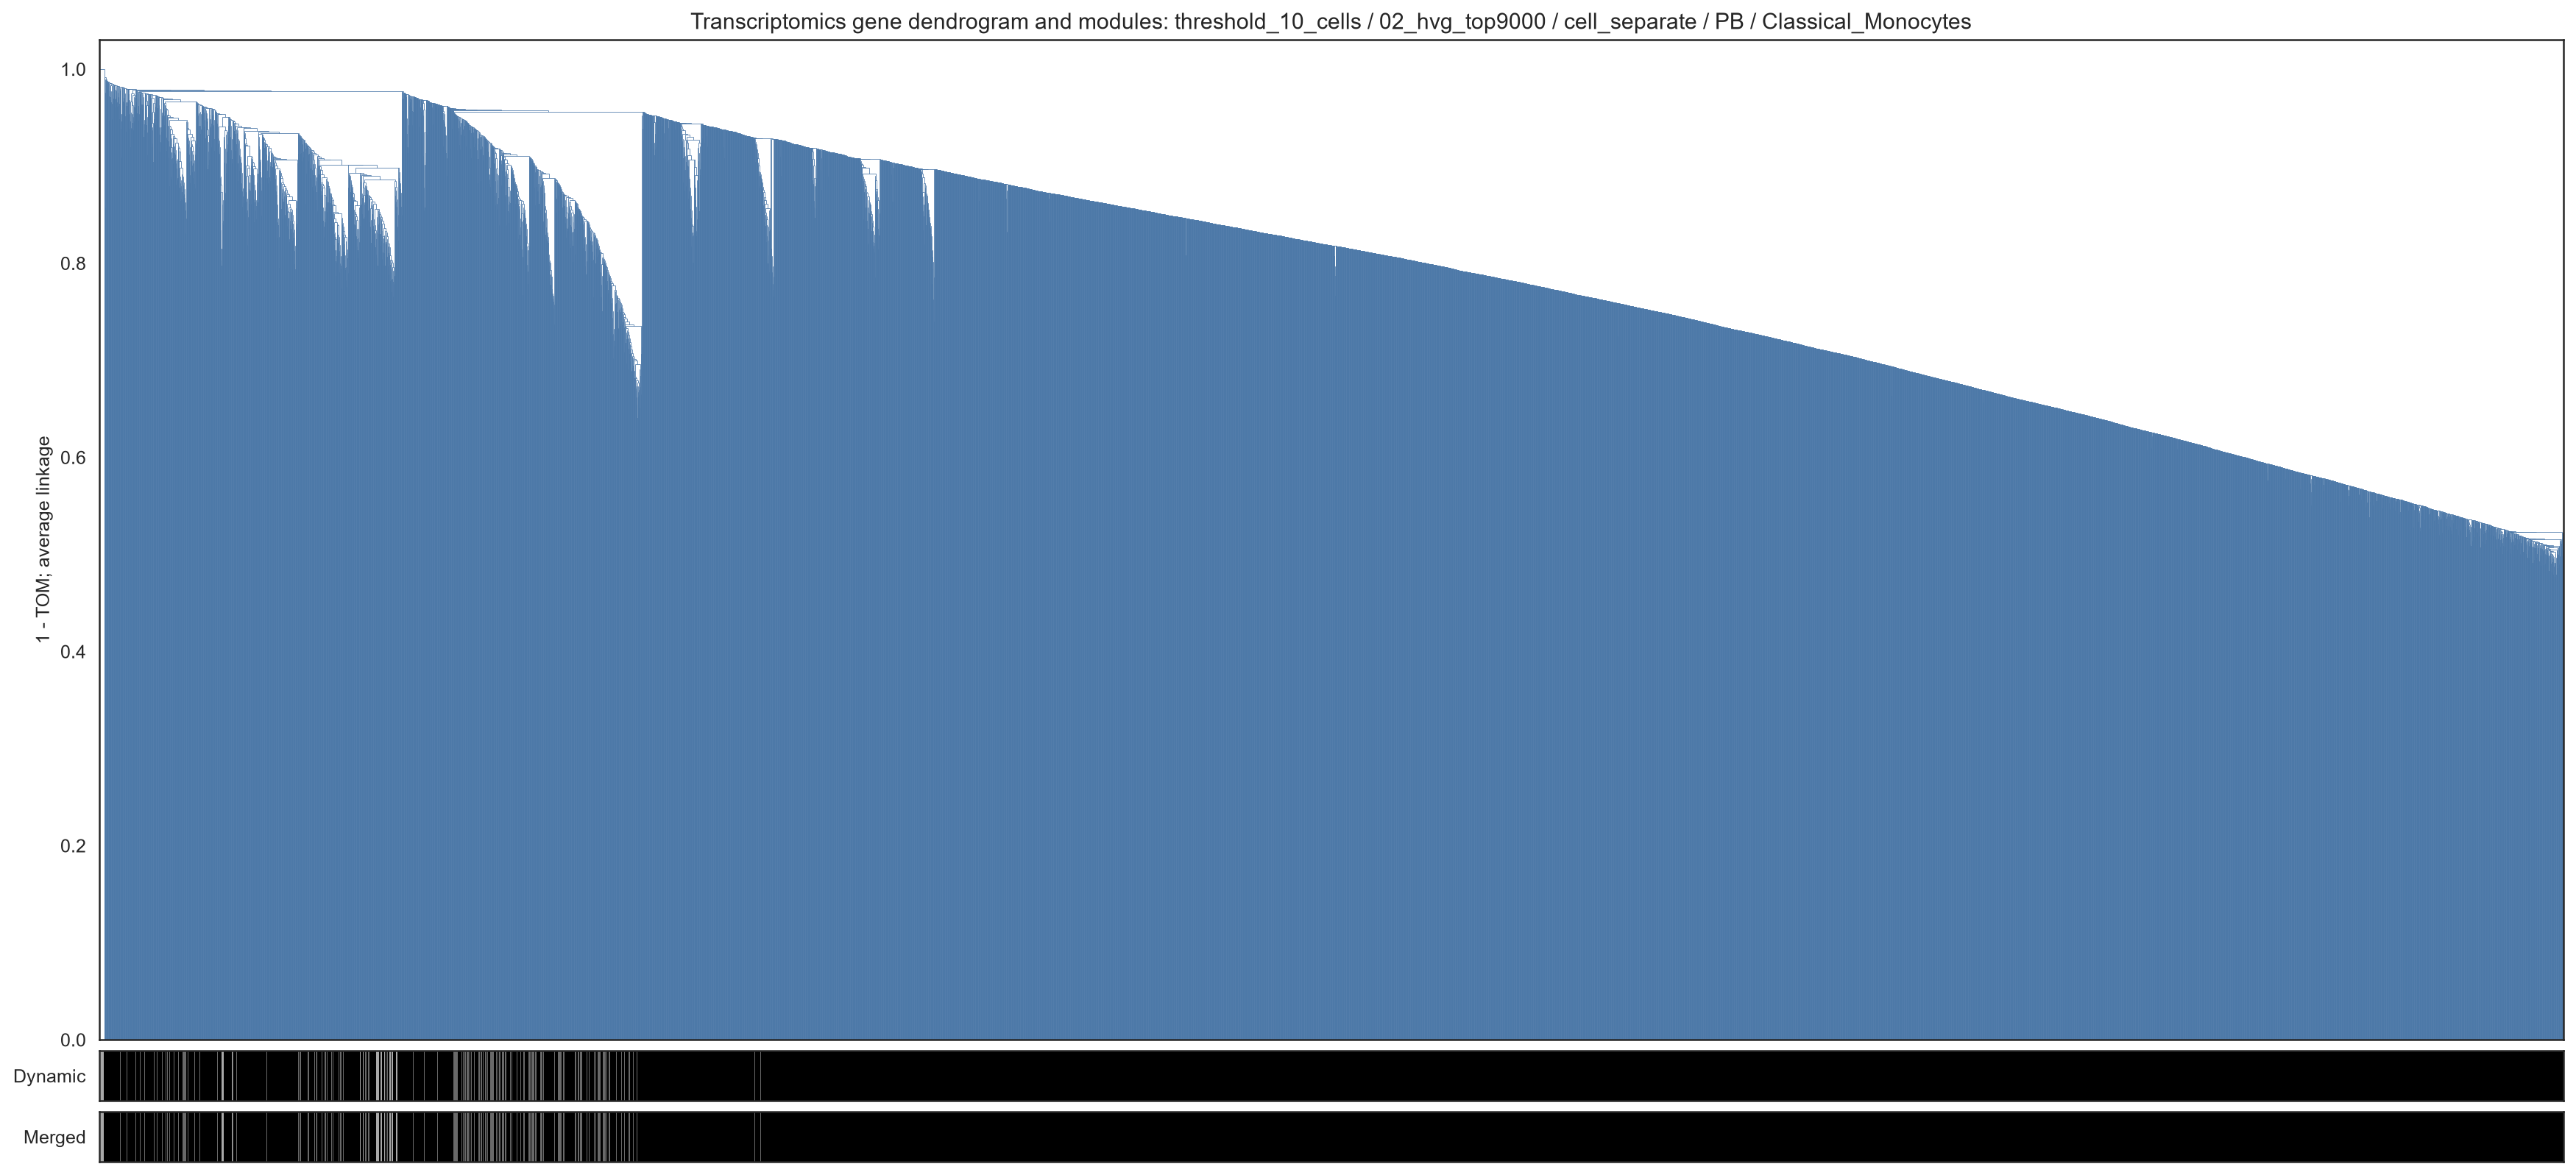 Transcriptomics gene dendrogram and modules: threshold_10_cells / 02_hvg_top9000 / cell_separate / PB / Classical_Monocytes
1.0
0.8
0.6
0.4
0.2
0.0
1 - TOM; average linkage
Dynamic
Merged